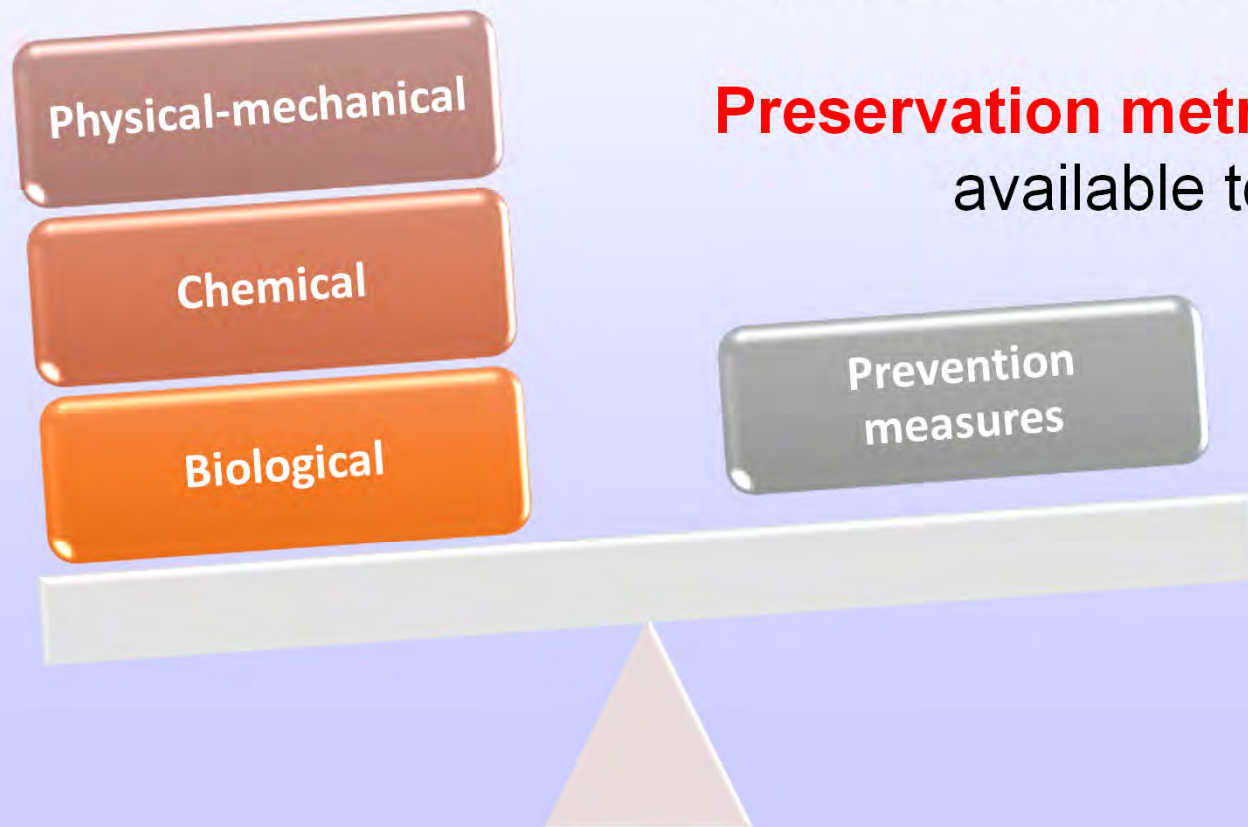 Physical-mechanical
Chemical
Biological
Preservation
available
Prevention
measures